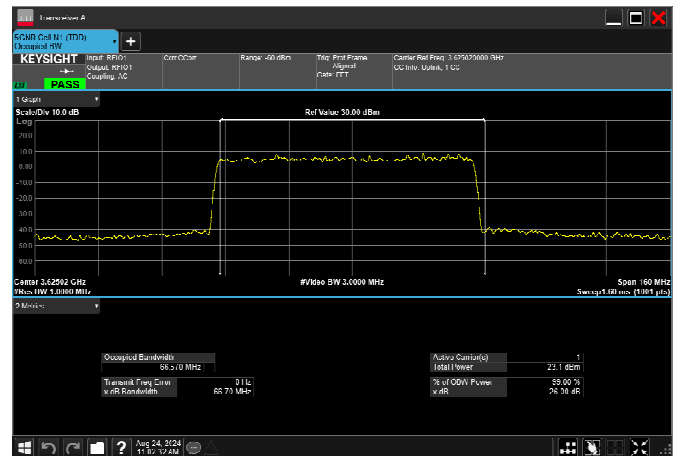 Transceiver A
5GNR Cell N1 (TDD)
Occupied BW
KEYSIGHT
Input: RFIO1
Output: RFIO1
Coupling: AC
Corr CCorr
Range: -60 dBm
Trig: Prot Frame
Aligned
Gate: FFT
Carrier Ref Freq: 3.625020000 GHz
CC Info: Uplink, 1 CC
PASS
1 Graph
Scale/Div 10.0 dB
Ref Value 30.00 dBm
Log
20.0
10.0
0.00
-10.0
-20.0
-30.0
-40.0
-50.0
-60.0
Center 3.62502 GHz
#Video BW 3.0000 MHz
Span 160 MHz
#Res BW 1.0000 MHz
Sweep 1.60 ms (1001 pts)
2 Metrics
Occupied Bandwidth
66.570 MHz
Active Carrier(s)
1
Total Power
23.1 dBm
Transmit Freq Error
0 Hz
x dB Bandwidth
66.70 MHz
% of OBW Power
99.00 %
x dB
-26.00 dB
Aug 24, 2024